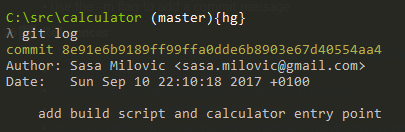 C:\src\calculator (master){hg}
λ git log
commit 8e91e6b9189ff99ffa0dde6b8903e67d40554aa4
Author: Sasa Milovic <sasa.milovic@gmail.com>
Date:   Sun Sep 10 22:10:18 2017 +0100
add build script and calculator entry point